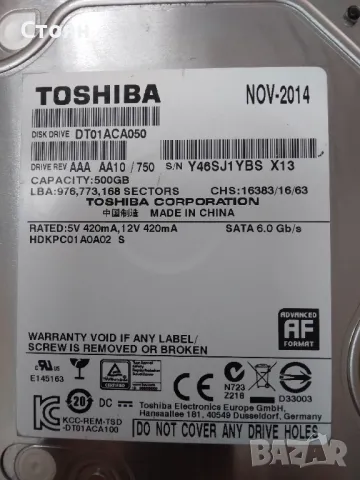 Стоян
TOSHIBA
NOV-2014
DISK DRIVE DT01ACA050
DRIVE REV AAA AA10 / 750 S/N Y46SJ1YBS X13
CAPACITY:500GB
LBA:976,773,168 SECTORS CHS:16383/16/63
TOSHIBA CORPORATION
中国制造 MADE IN CHINA
RATED:5V 420mA,12V 420mA SATA 6.0 Gb/s
HDKPC01A0A02 S
ADVANCED
AF
FORMAT
WARRANTY VOID IF ANY LABEL/
SCREW IS REMOVED OR BROKEN
E145163
N723
Z218
D33003
20
DC
Toshiba Electronics Europe GmbH
Hansaallee 181, 40549 Dusseldorf, Germany
KCC-REM-TSD
-DT01ACA100
DO NOT COVER ANY DRIVE HOLES
bazar